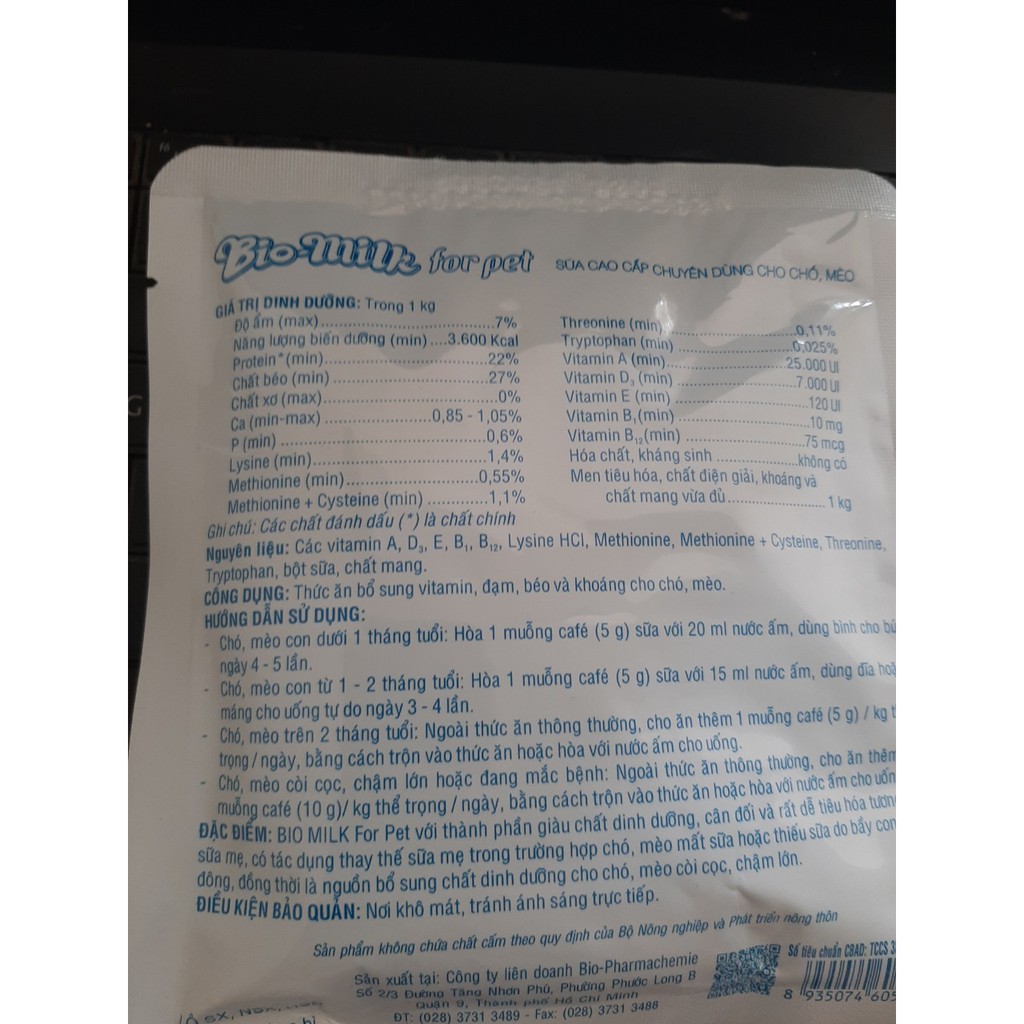 Bio-Milk for pet SỮA CAO CẤP CHUYÊN DÙNG CHO CHÓ, MÈO
GIÁ TRỊ DINH DƯỠNG: Trong 1 kg
Độ ẩm (max)..........7%
Năng lượng biến dưỡng (min)....3.600 Kcal
Protein*(min)..........22%
Chất béo (min)..........27%
Chất xơ (max)..........0%
Ca (min-max)..........0,85 - 1,05%
P (min)..........0,6%
Lysine (min)..........1,4%
Methionine (min)..........0,55%
Methionine + Cysteine (min)..........1,1%
Threonine (min)..........0,11%
Tryptophan (min)..........0,025%
Vitamin A (min)..........25.000 UI
Vitamin D₃ (min)..........7.000 UI
Vitamin E (min)..........120 UI
Vitamin B₁(min)..........10 mg
Vitamin B₁₂(min)..........75 mcg
Hóa chất, kháng sinh..........không có
Men tiêu hóa, chất điện giải, khoáng và
chất mang vừa đủ..........1 kg
Ghi chú: Các chất đánh dấu (*) là chất chính
Nguyên liệu: Các vitamin A, D₃, E, B₁, B₁₂, Lysine HCl, Methionine, Methionine + Cysteine, Threonine,
Tryptophan, bột sữa, chất mang.
CÔNG DỤNG: Thức ăn bổ sung vitamin, đạm, béo và khoáng cho chó, mèo.
HƯỚNG DẪN SỬ DỤNG:
- Chó, mèo con dưới 1 tháng tuổi: Hòa 1 muỗng café (5 g) sữa với 20 ml nước ấm, dùng bình cho bú
ngày 4 - 5 lần.
- Chó, mèo con từ 1 - 2 tháng tuổi: Hòa 1 muỗng café (5 g) sữa với 15 ml nước ấm, dùng đĩa
máng cho uống tự do ngày 3 - 4 lần.
- Chó, mèo trên 2 tháng tuổi: Ngoài thức ăn thông thường, cho ăn thêm 1 muỗng café (5 g) / kg
trọng / ngày, bằng cách trộn vào thức ăn hoặc hòa với nước ấm cho uống.
- Chó, mèo còi cọc, chậm lớn hoặc đang mắc bệnh: Ngoài thức ăn thông thường, cho ăn thêm
muỗng café (10 g)/ kg thể trọng / ngày, bằng cách trộn vào thức ăn hoặc hòa với nước ấm cho
ĐẶC ĐIỂM: BIO MILK For Pet với thành phần giàu chất dinh dưỡng, cân đối và rất dễ tiêu hóa
sữa mẹ, có tác dụng thay thế sữa mẹ trong trường hợp chó, mèo mất sữa hoặc thiếu sữa do bầy con
đông, đồng thời là nguồn bổ sung chất dinh dưỡng cho chó, mèo còi cọc, chậm lớn.
ĐIỀU KIỆN BẢO QUẢN: Nơi khô mát, tránh ánh sáng trực tiếp.
Sản phẩm không chứa chất cấm theo quy định của Bộ Nông nghiệp và Phát triển nông thôn
Sản xuất tại: Công ty liên doanh Bio-Pharmachemie
Số 2/3 Đường Tăng Nhơn Phú, Phường Phước Long B
Quận 9, Thành phố Hồ Chí Minh
ĐT: (028) 3731 3489 - Fax: (028) 3731 3488
Số tiêu chuẩn CBAD: TCCS
8 935074 605